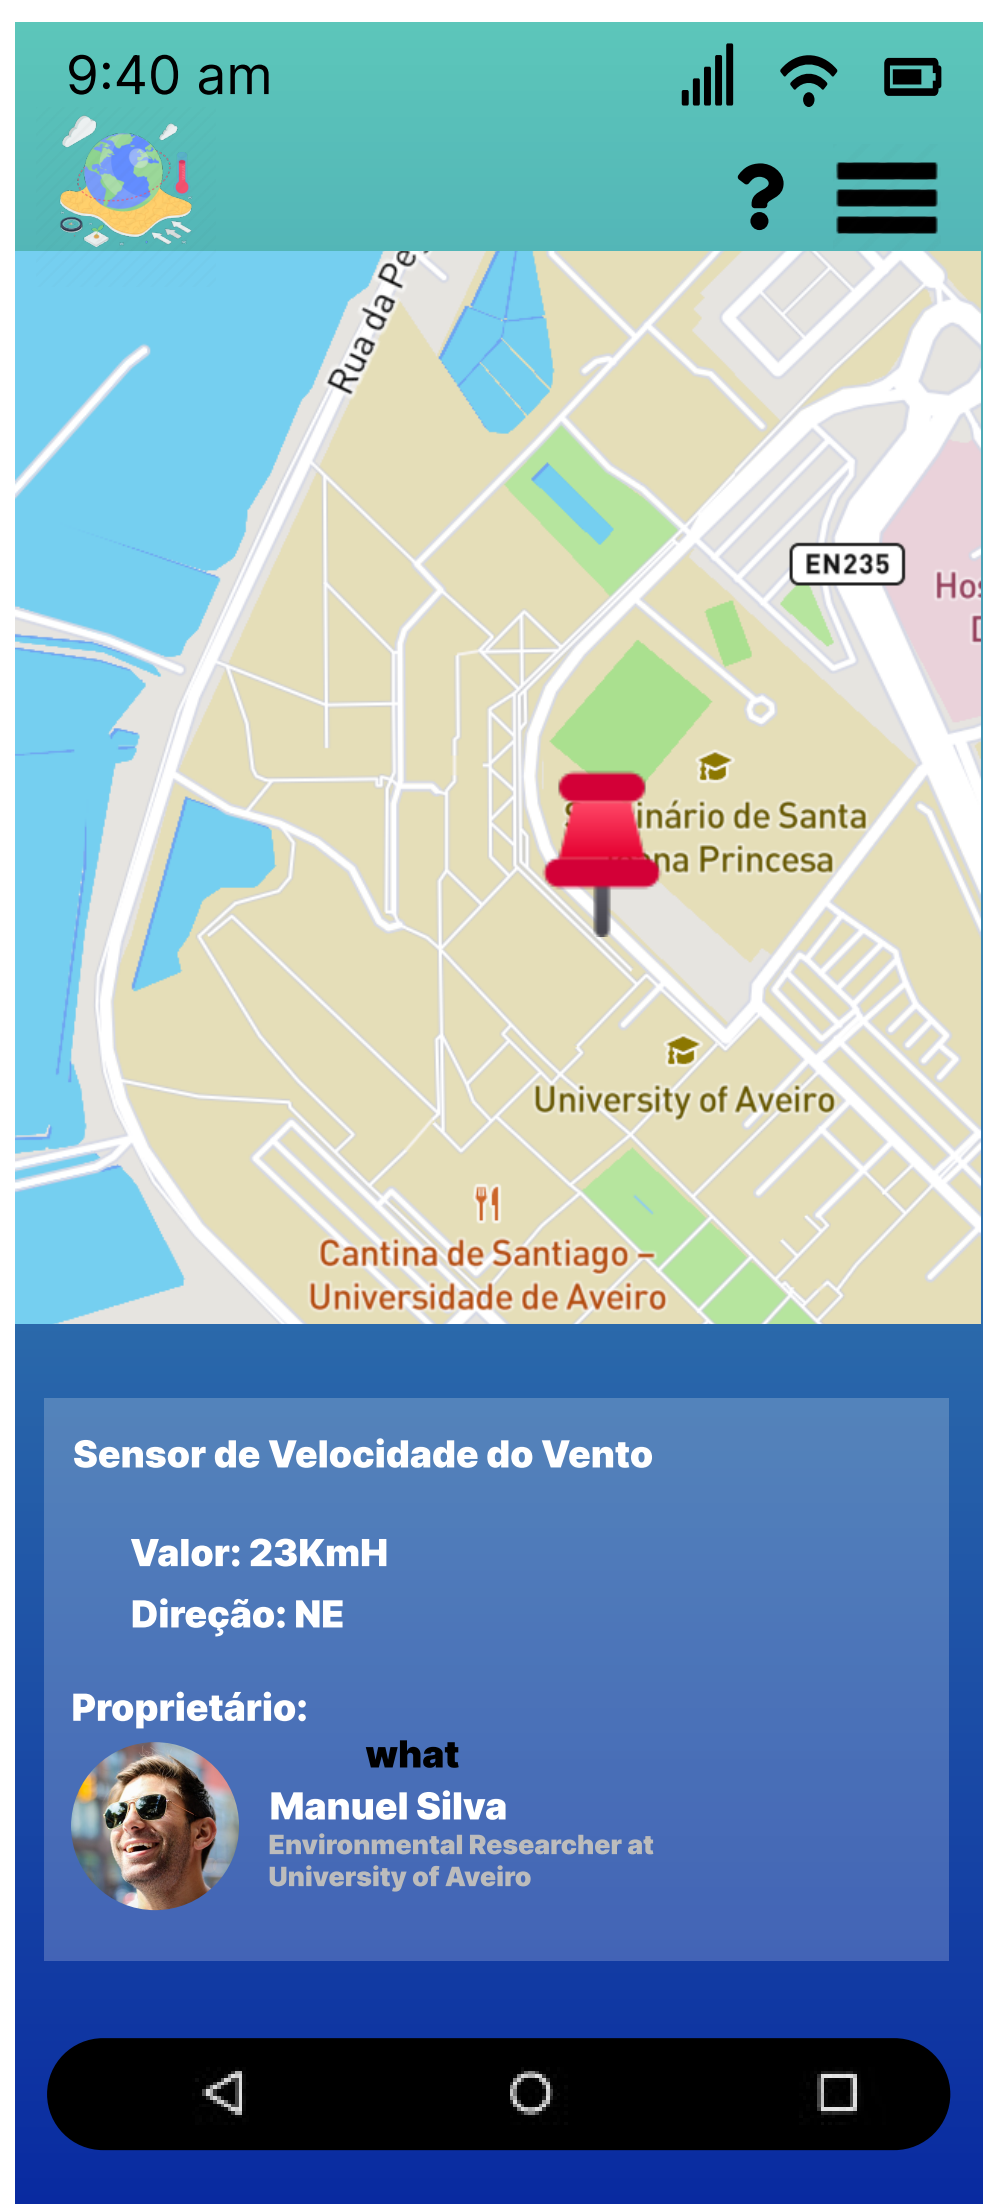 9:40 am
Rua da Pe
EN235
Hos
inário de Santa
na Princesa
University of Aveiro
Cantina de Santiago –
Universidade de Aveiro
Sensor de Velocidade do Vento
Valor: 23KmH
Direção: NE
Proprietário:
what
Manuel Silva
Environmental Researcher at
University of Aveiro